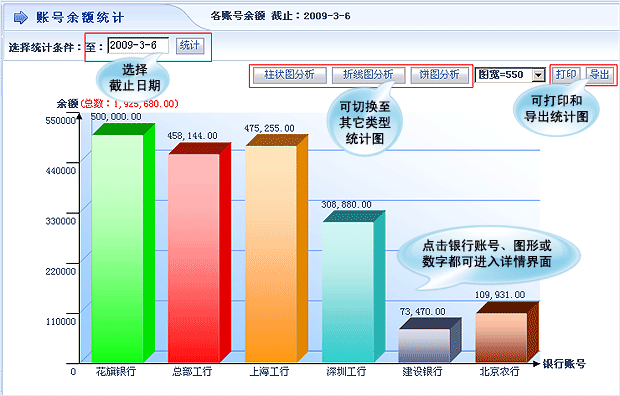 账号余额统计
各账号余额 截止：2009-3-6
选择统计条件：至： 2009-3-6 统计
选择
截止日期
柱状图分析 折线图分析 饼图分析 图宽=550 打印 导出
可切换至
其它类型
统计图
可打印和
导出统计图
余额(总数：1,925,680.00)
550000
440000
330000
220000
110000
0
500,000.00
458,144.00
475,255.00
308,880.00
73,470.00
109,931.00
点击银行账号、图形或
数字都可进入详情界面
花旗银行 总部工行 上海工行 深圳工行 建设银行 北京农行
银行账号